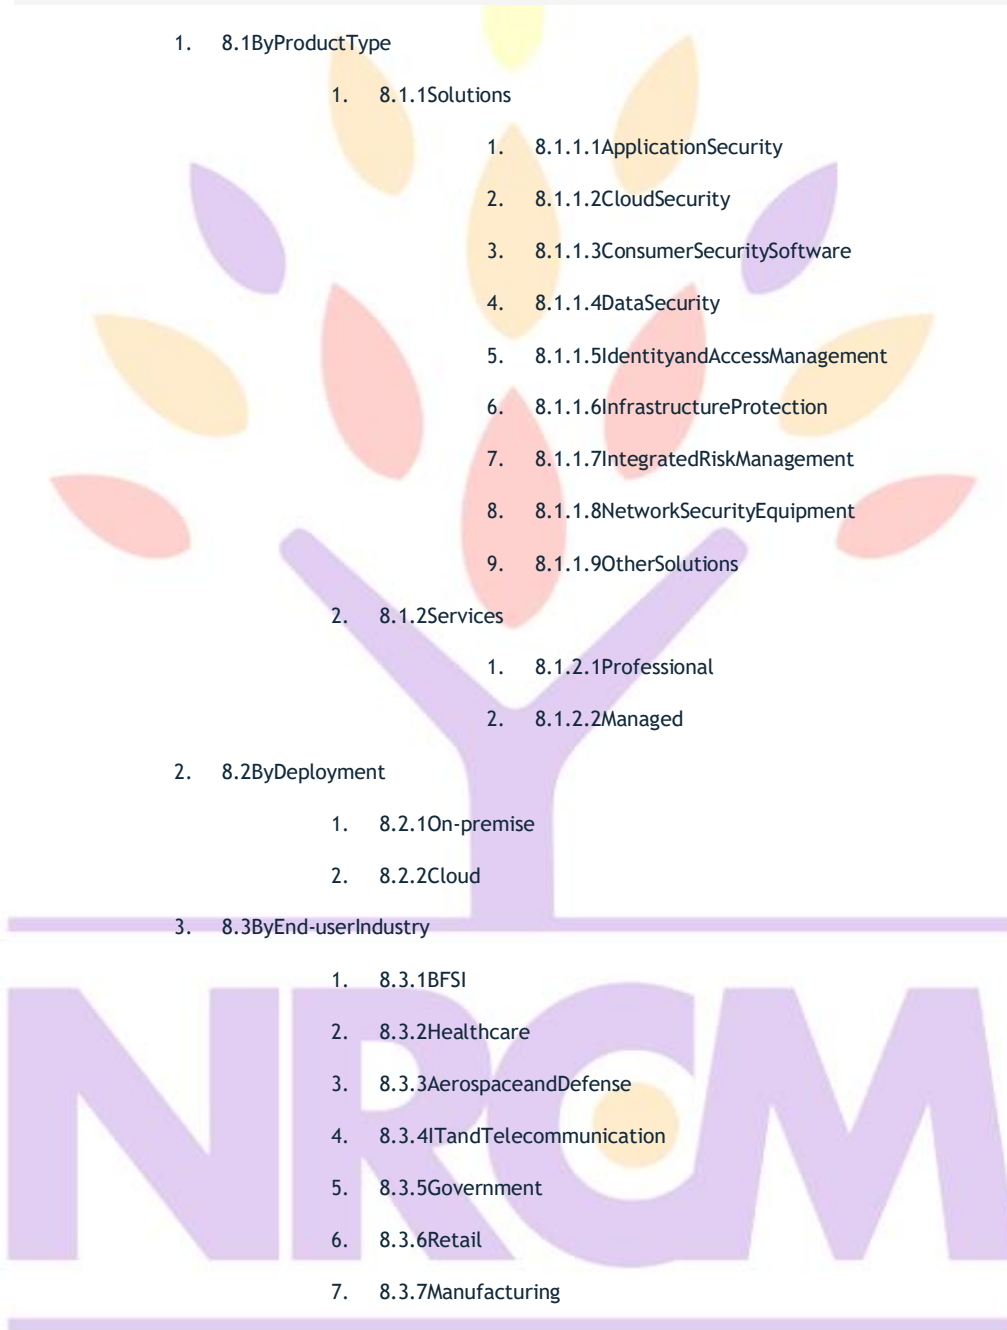 1. 8.1ByProductType
1. 8.1.1Solutions
1. 8.1.1.1ApplicationSecurity
2. 8.1.1.2CloudSecurity
3. 8.1.1.3ConsumerSecuritySoftware
4. 8.1.1.4DataSecurity
5. 8.1.1.5IdentityandAccessManagement
6. 8.1.1.6InfrastructureProtection
7. 8.1.1.7IntegratedRiskManagement
8. 8.1.1.8NetworkSecurityEquipment
9. 8.1.1.9OtherSolutions
2. 8.1.2Services
1. 8.1.2.1Professional
2. 8.1.2.2Managed
2. 8.2ByDeployment
1. 8.2.1On-premise
2. 8.2.2Cloud
3. 8.3ByEnd-userIndustry
1. 8.3.1BFSI
2. 8.3.2Healthcare
3. 8.3.3AerospaceandDefense
4. 8.3.4ITandTelecommunication
5. 8.3.5Government
6. 8.3.6Retail
7. 8.3.7Manufacturing
NRCM